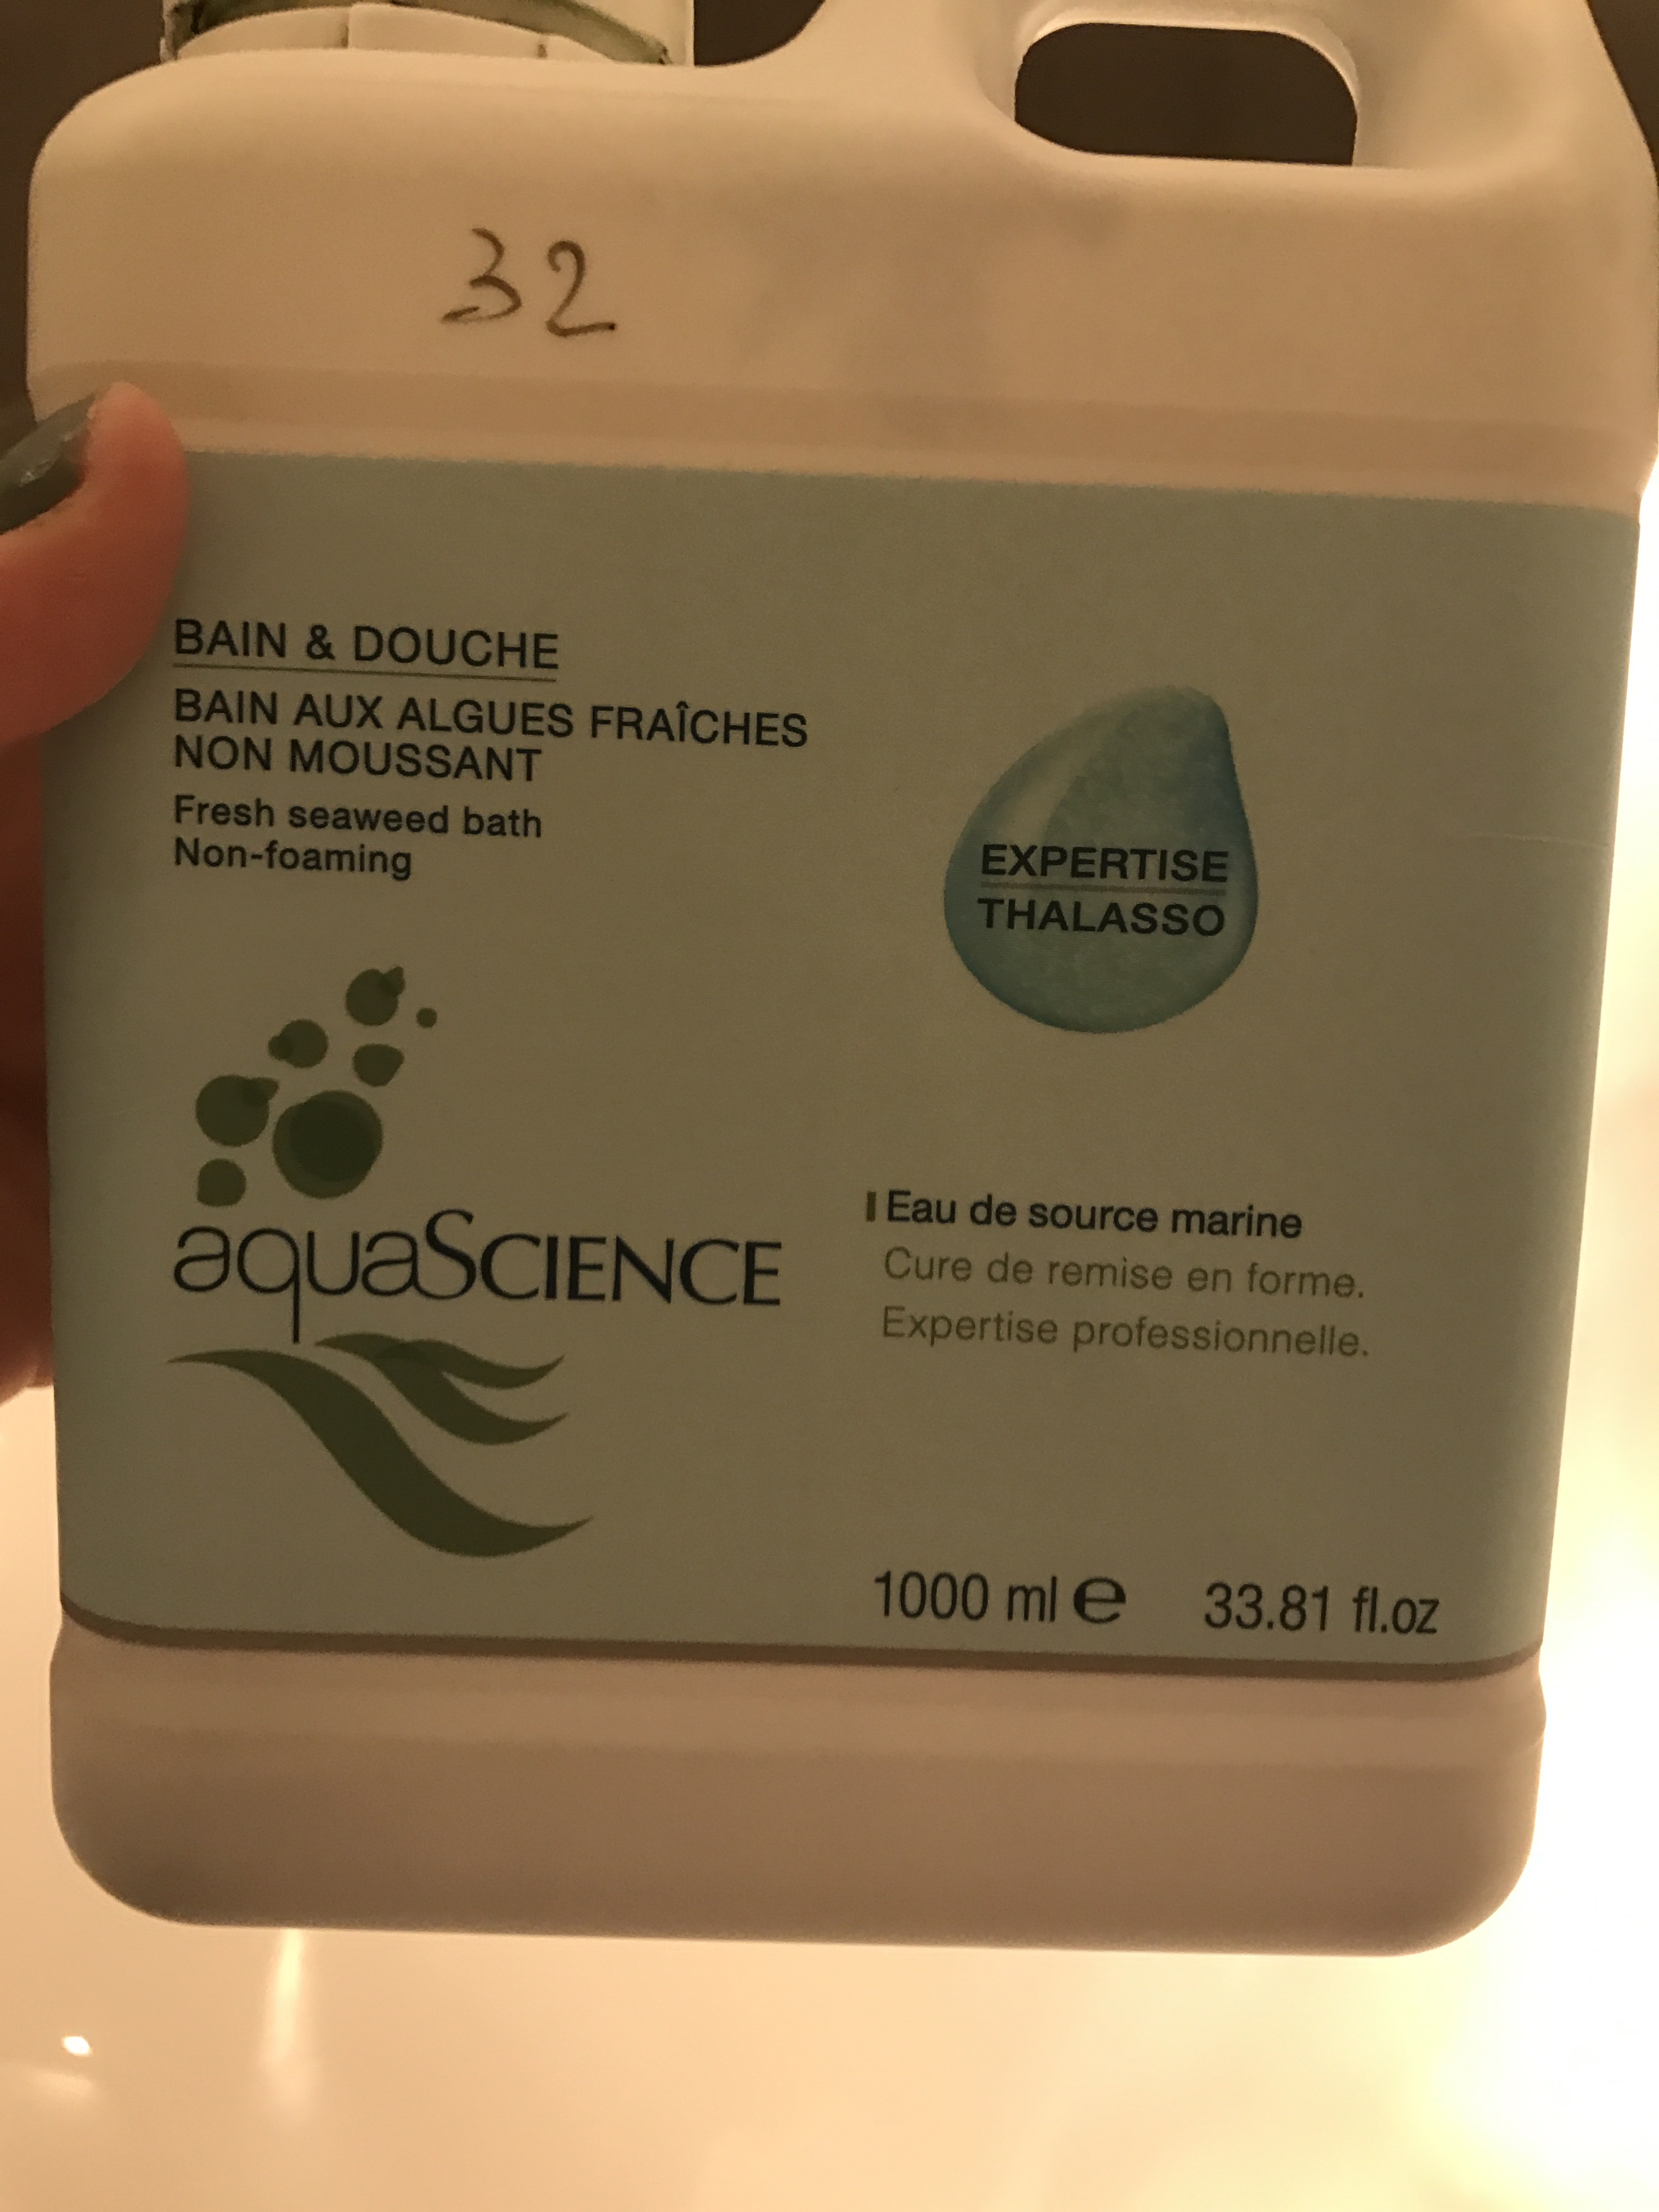 32
BAIN & DOUCHE
BAIN AUX ALGUES FRAÎCHES
NON MOUSSANT
Fresh seaweed bath
Non-foaming
EXPERTISE
THALASSO
aquaSCIENCE
Eau de source marine
Cure de remise en forme.
Expertise professionnelle.
1000 ml e 33.81 fl.oz